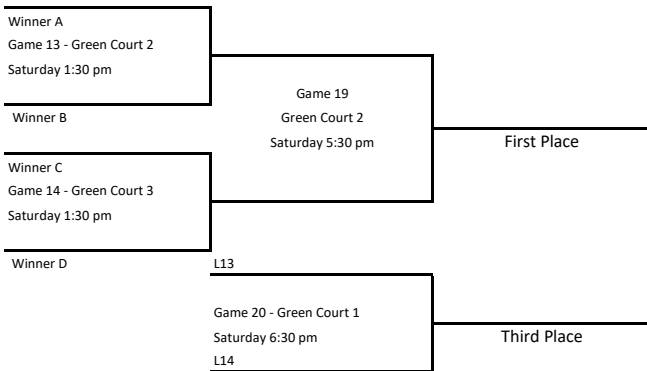 Winner A
Game 13 - Green Court 2
Saturday 1:30 pm
Winner B
Game 19
Green Court 2
Saturday 5:30 pm
First Place
Winner C
Game 14 - Green Court 3
Saturday 1:30 pm
Winner D
L13
Game 20 - Green Court 1
Saturday 6:30 pm
L14
Third Place